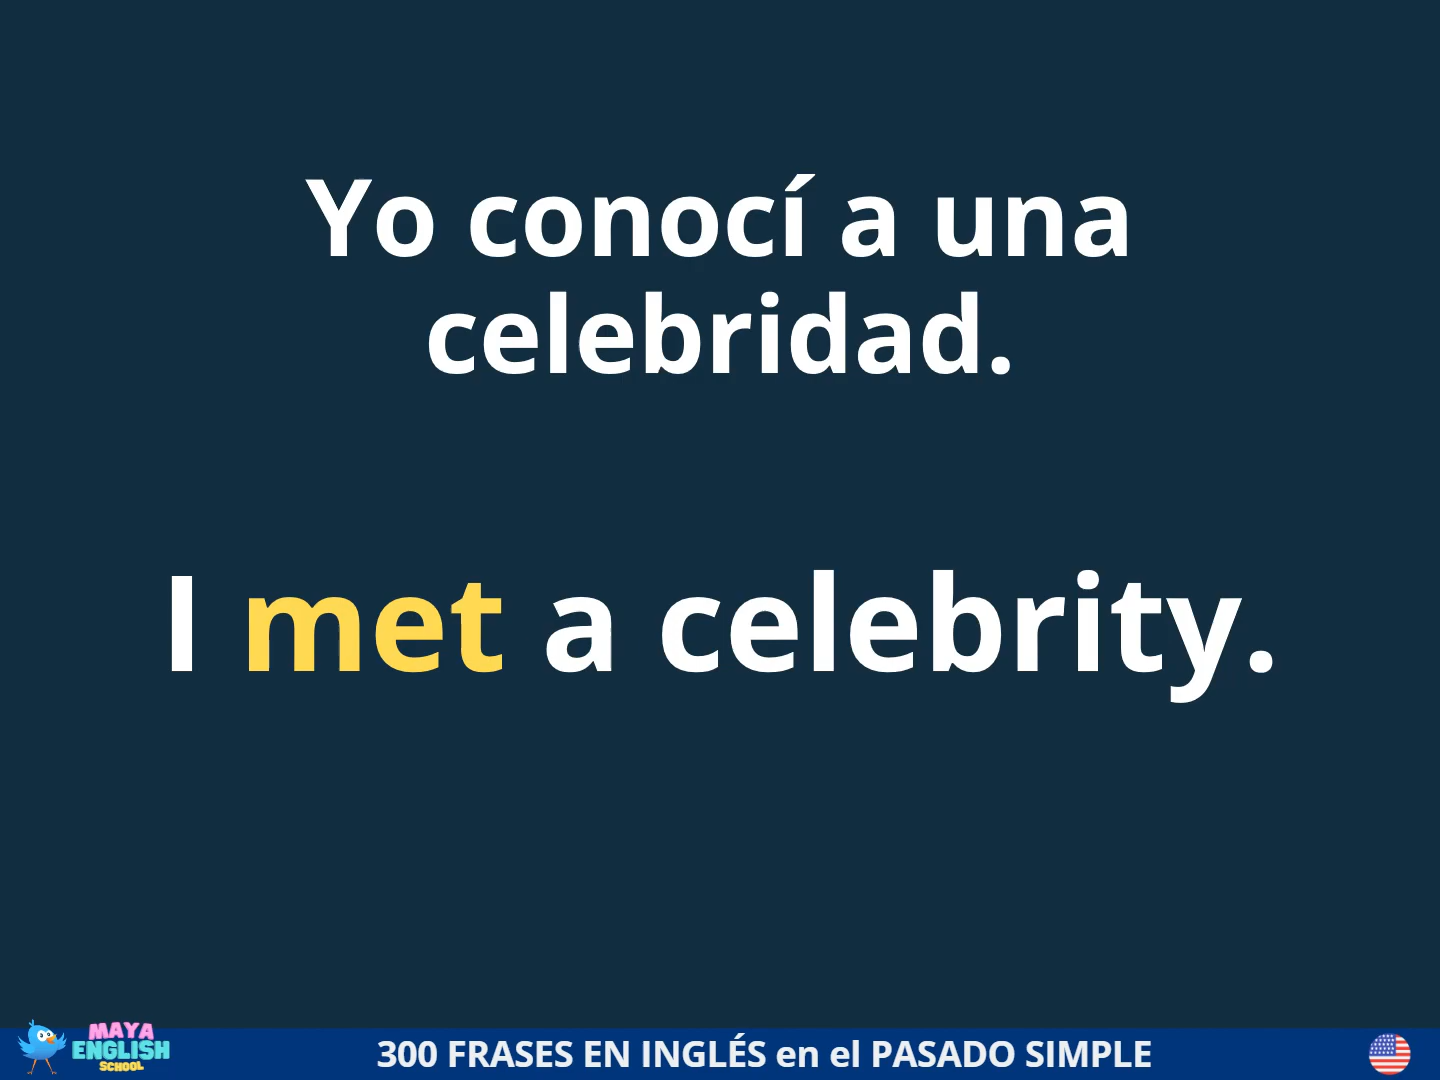 Yo conocí a una
celebridad.
I met a celebrity.
MAYA
ENGLISH
SCHOOL
300 FRASES EN INGLÉS en el PASADO SIMPLE